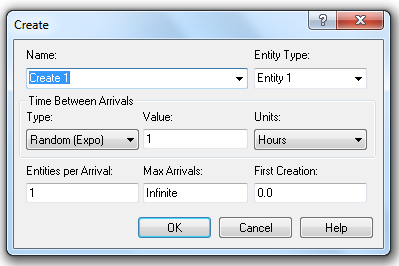 Create
?
Name:
Entity Type:
Create 1
Entity 1
Time Between Arrivals
Type:
Value:
Units:
Random (Expo)
1
Hours
Entities per Arrival:
Max Arrivals:
First Creation:
1
Infinite
0.0
OK
Cancel
Help